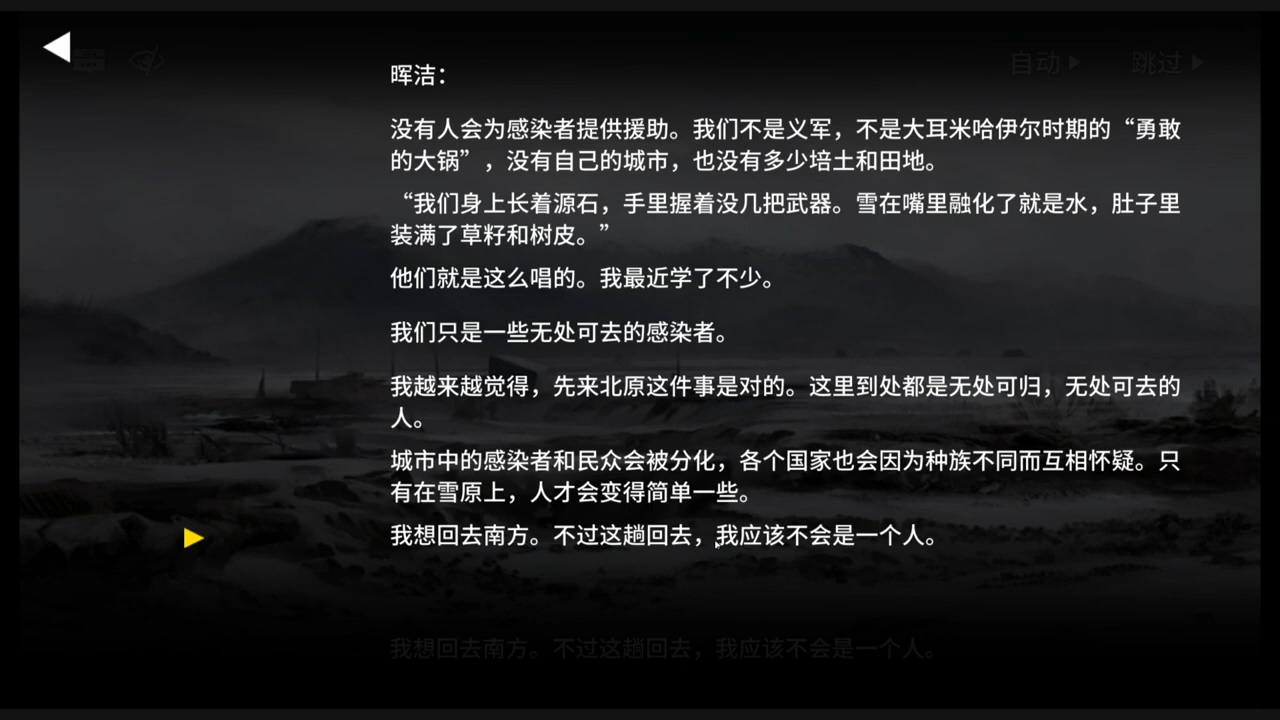 自动
跳过
晖洁：
没有人会为感染者提供援助。我们不是义军，不是大耳米哈伊尔时期的“勇敢
的大锅”，没有自己的城市，也没有多少培土和田地。
“我们身上长着源石，手里握着没几把武器。雪在嘴里融化了就是水，肚子里
装满了草籽和树皮。”
他们就是这么唱的。我最近学了不少。
我们只是一些无处可去的感染者。
我越来越觉得，先来北原这件事是对的。这里到处都是无处可归，无处可去的
人。
城市中的感染者和民众会被分化，各个国家也会因为种族不同而互相怀疑。只
有在雪原上，人才会变得简单一些。
我想回去南方。不过这趟回去，我应该不会是一个人。
我想回去南方。不过这趟回去，我应该不会是一个人。